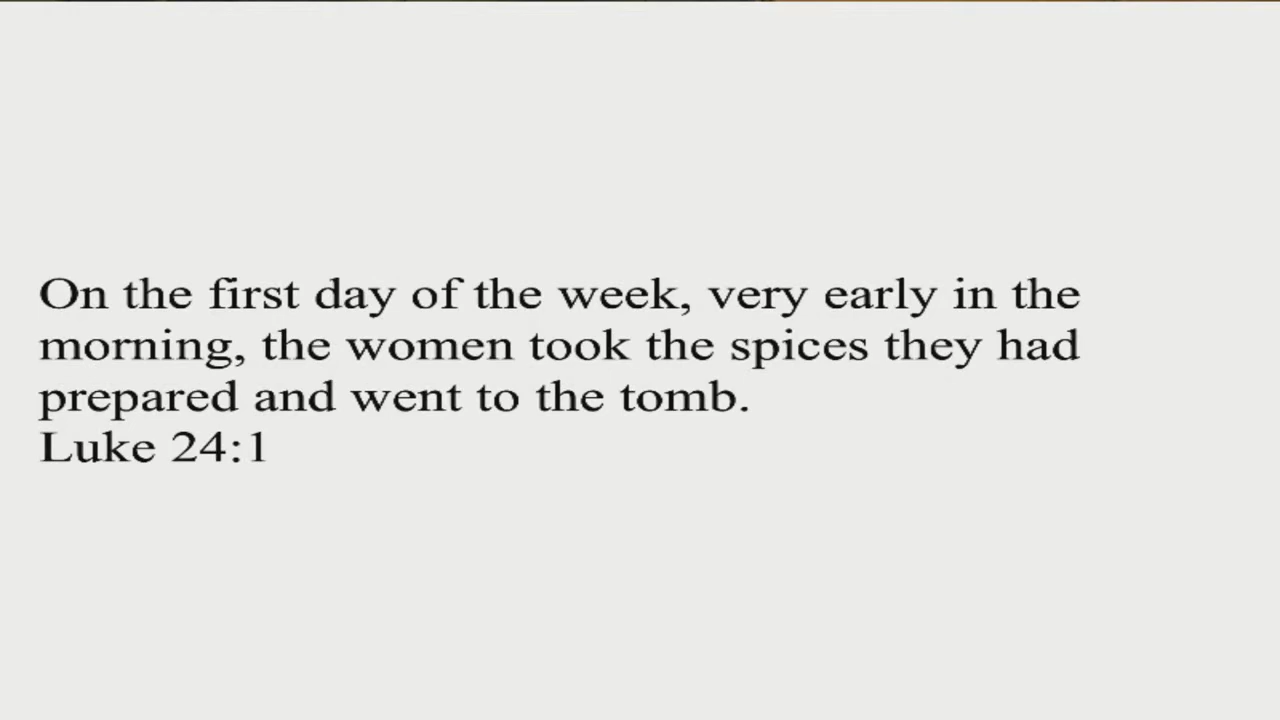 On the first day of the week, very early in the
morning, the women took the spices they had
prepared and went to the tomb.
Luke 24:1